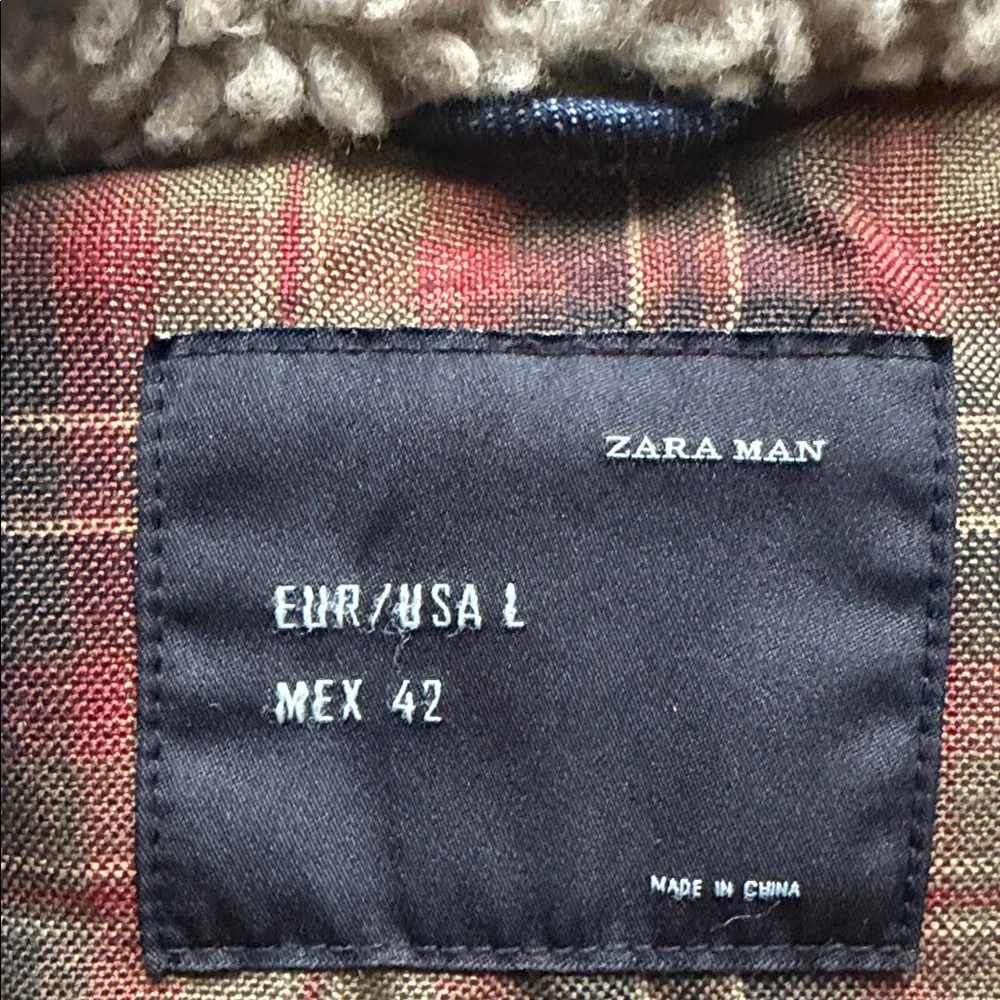 ZARA MAN
EUR/USA L
MEX 42
MADE IN CHINA